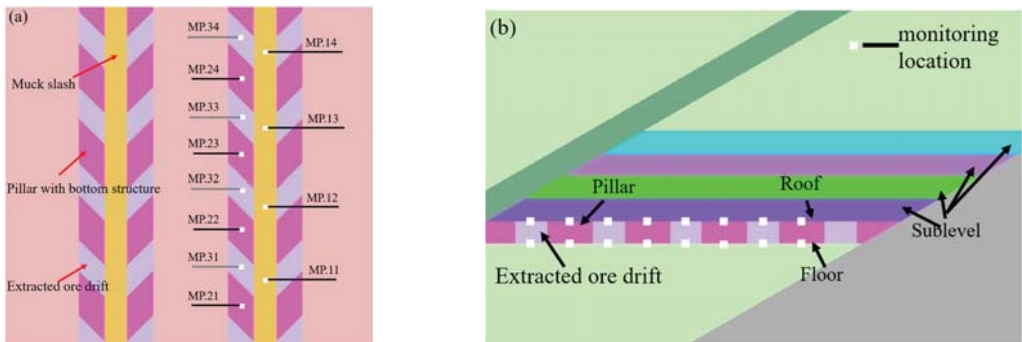 (a)
MP.34
MP.14
Muck slash
MP.24
MP.33
MP.13
MP.23
Pillar with bottom structure
MP.32
MP.12
MP.22
MP.31
Extracted ore drift
MP.11
MP.21
(b)
monitoring
location
Pillar
Roof
Sublevel
Extracted ore drift
Floor